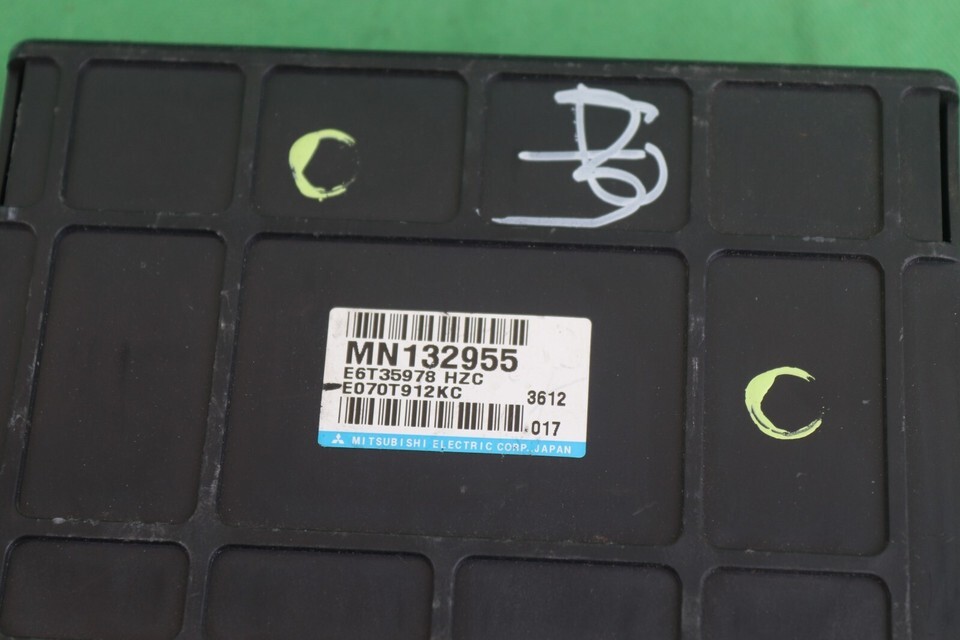 MN132955
E6T35978 HZC
E070T912KC 3612
017
MITSUBISHI ELECTRIC CORP. JAPAN